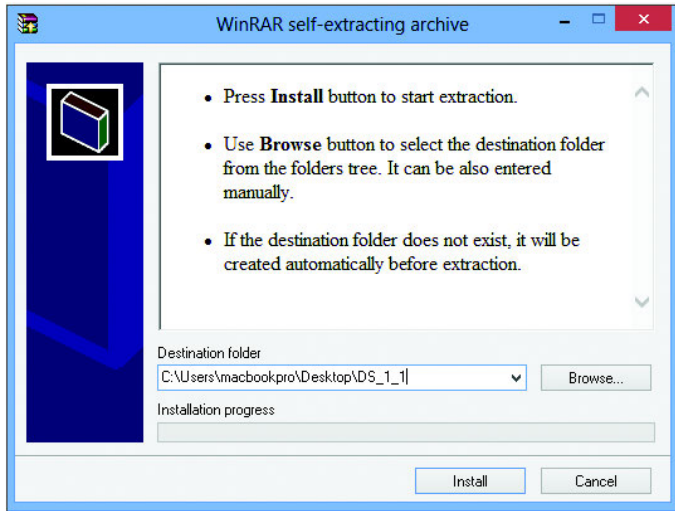 WinRAR self-extracting archive
• Press Install button to start extraction.
• Use Browse button to select the destination folder
from the folders tree. It can be also entered
manually.
• If the destination folder does not exist, it will be
created automatically before extraction.
Destination folder
C:\Users\macbookpro\Desktop\DS_1_1
Browse...
Installation progress
Install
Cancel